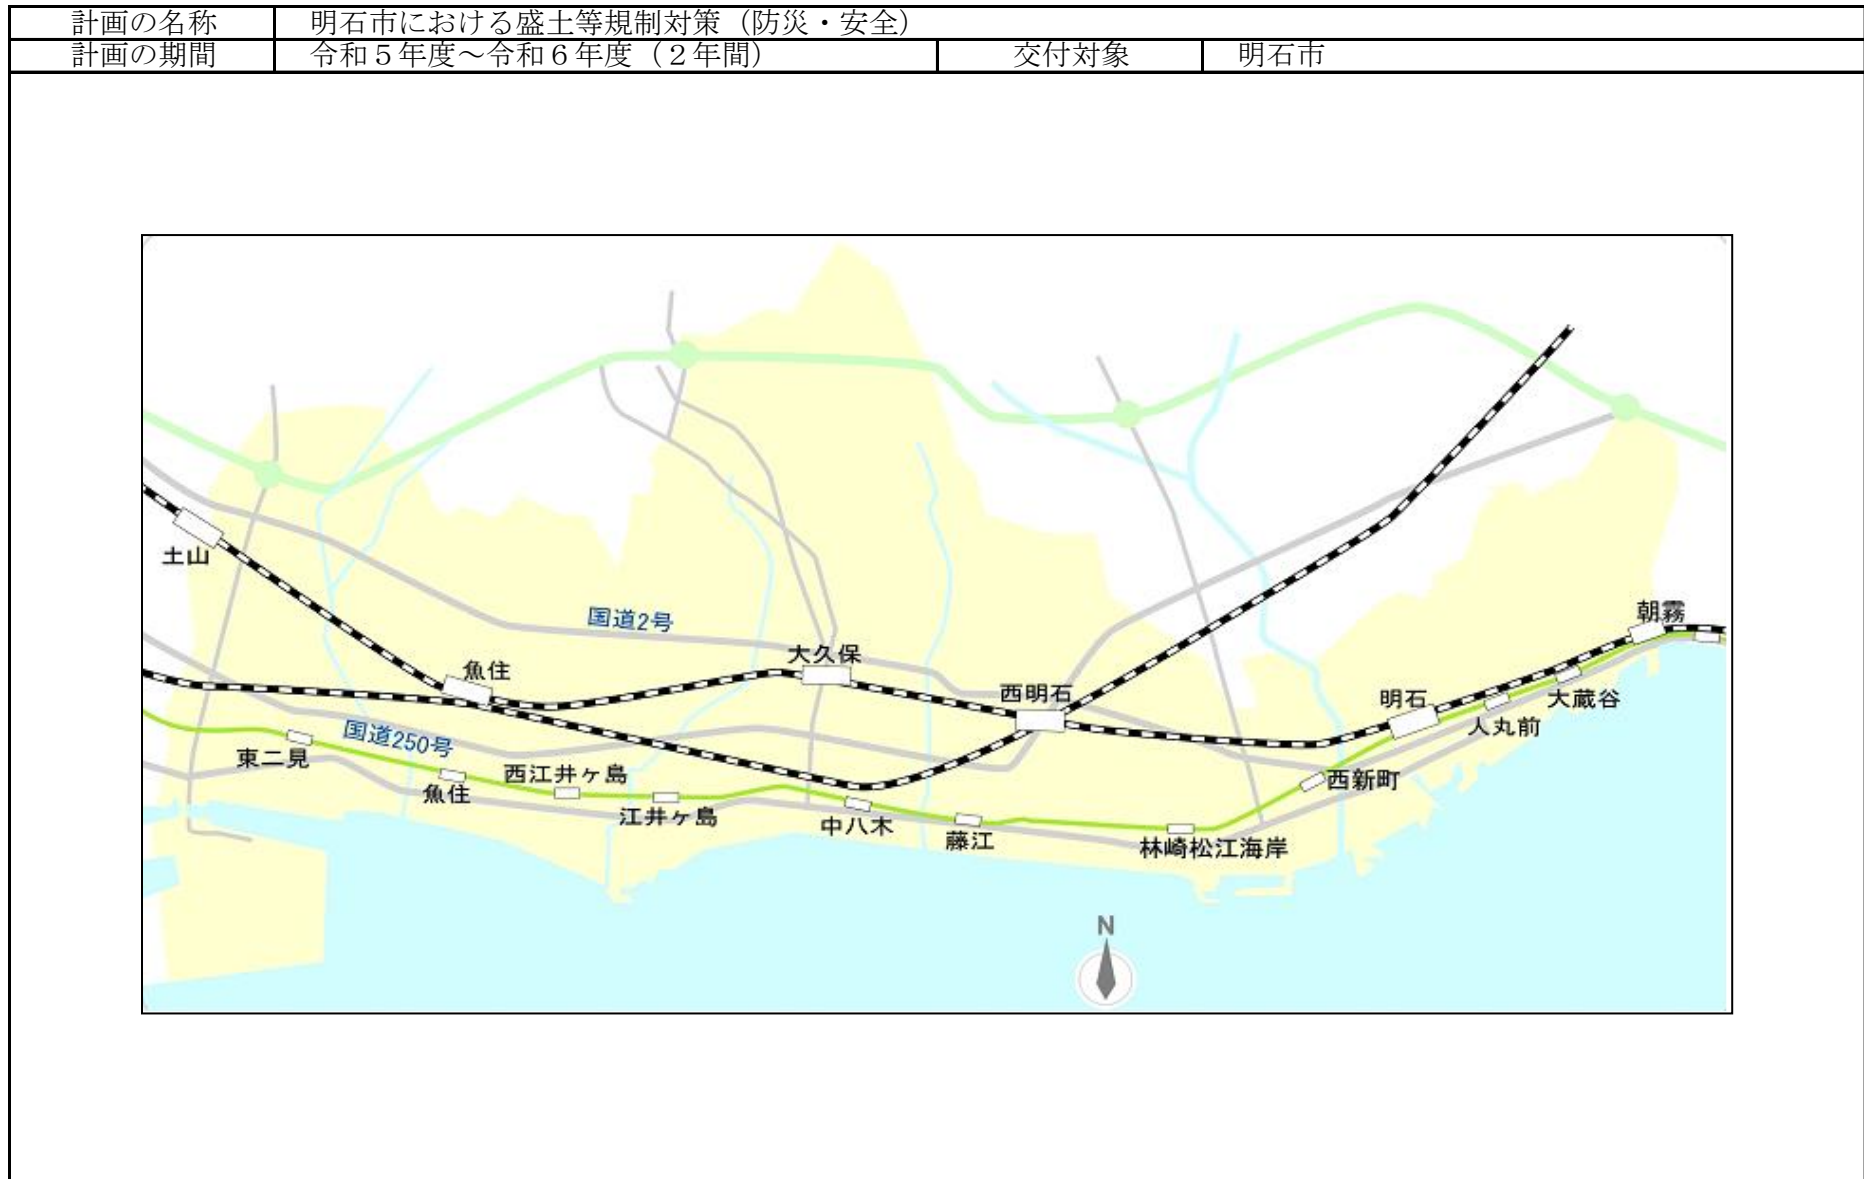 計画の名称 明石市における盛土等規制対策（防災・安全）
計画の期間 令和５年度～令和６年度（２年間） 交付対象 明石市
土山
国道2号
朝霧
大久保
魚住
西明石
明石
大蔵谷
人丸前
国道250号
東二見
西江井ヶ島
魚住
西新町
江井ヶ島
中八木
藤江
林崎松江海岸
N